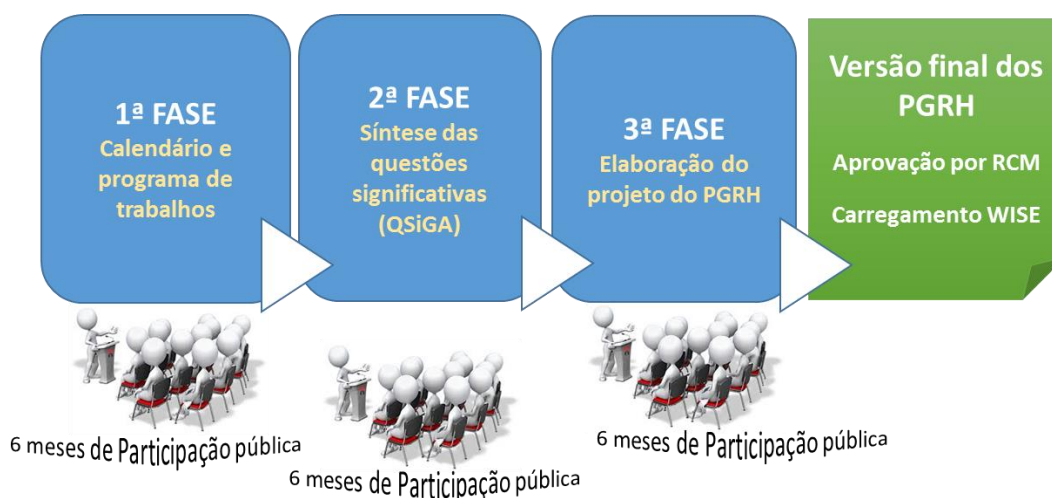 1ª FASE
Calendário e
programa de
trabalhos
2ª FASE
Síntese das
questões
significativas
(QSiGA)
3ª FASE
Elaboração do
projeto do PGRH
Versão final dos
PGRH
Aprovação por RCM
Carregamento WISE
6 meses de Participação pública
6 meses de Participação pública
6 meses de Participação pública